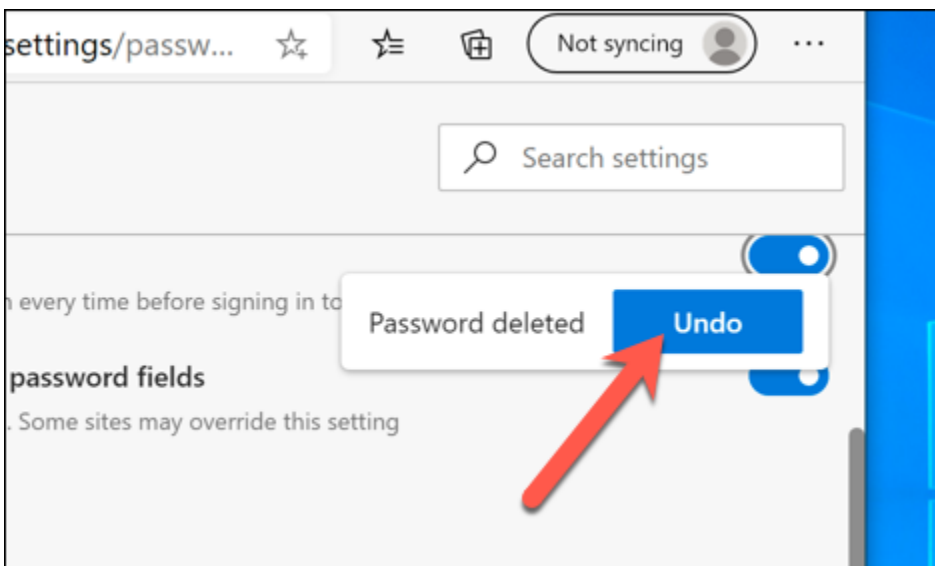 settings/passw...
Not syncing
Search settings
every time before signing in to
Password deleted
Undo
password fields
. Some sites may override this setting